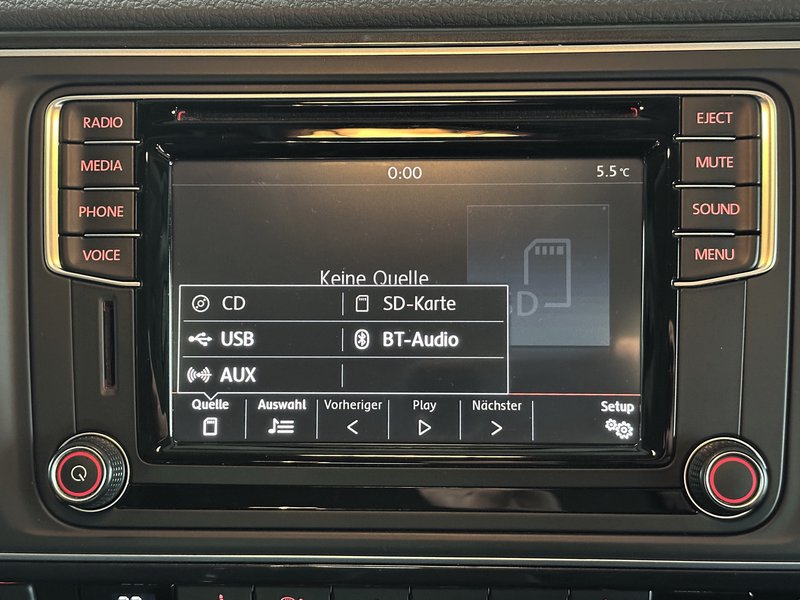 RADIO
MEDIA
PHONE
VOICE
EJECT
MUTE
SOUND
MENU
0:00
5.5°C
Keine Quelle
SD
CD
SD-Karte
USB
BT-Audio
AUX
Quelle Auswahl Vorheriger Play Nächster Setup